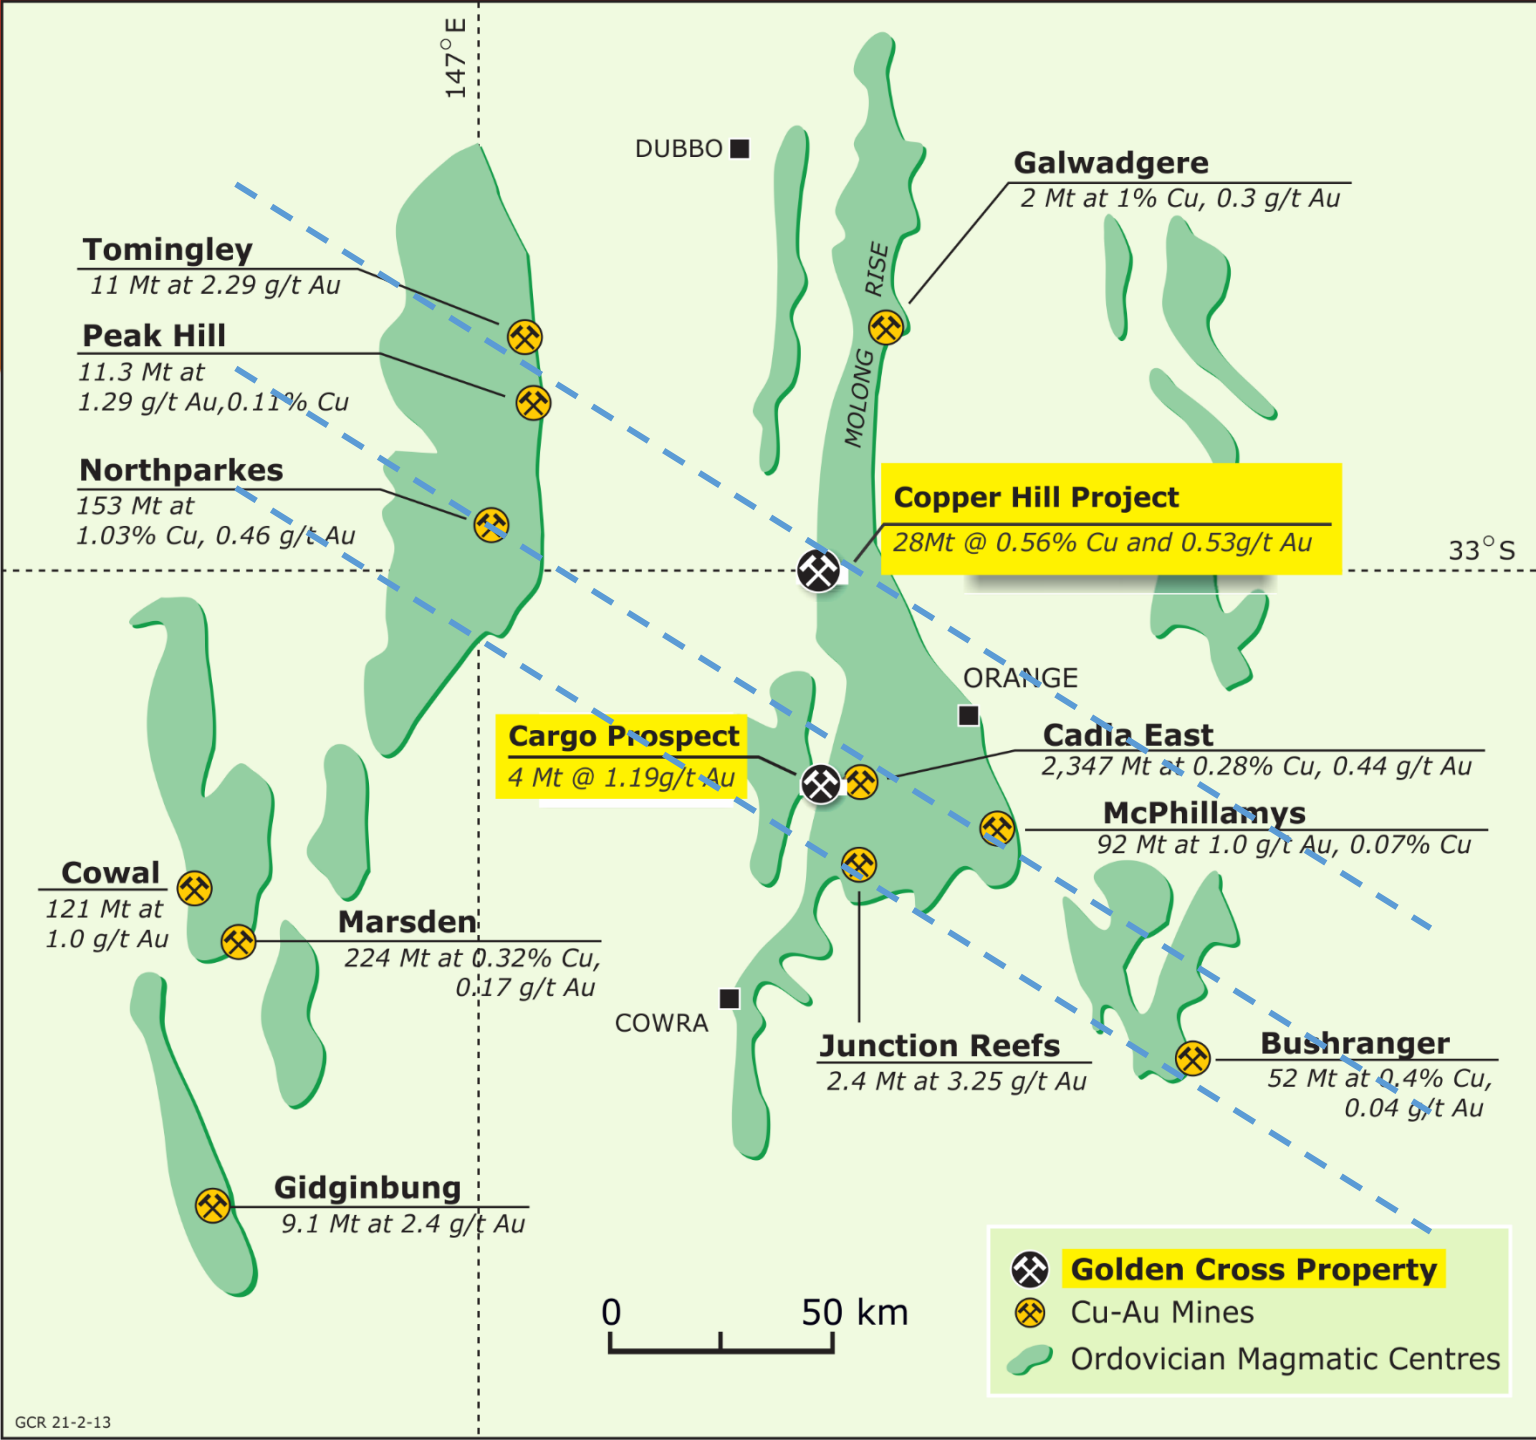 147°E
DUBBO
Galwadgere
2 Mt at 1% Cu, 0.3 g/t Au
Tomingley
11 Mt at 2.29 g/t Au
MOLONG RISE
Peak Hill
11.3 Mt at
1.29 g/t Au,0.11% Cu
Northparkes
153 Mt at
1.03% Cu, 0.46 g/t Au
Copper Hill Project
28Mt @ 0.56% Cu and 0.53g/t Au
33°S
ORANGE
Cargo Prospect
4 Mt @ 1.19g/t Au
Cadia East
2,347 Mt at 0.28% Cu, 0.44 g/t Au
McPhillamys
92 Mt at 1.0 g/t Au, 0.07% Cu
Cowal
121 Mt at
1.0 g/t Au
Marsden
224 Mt at 0.32% Cu,
0.17 g/t Au
COWRA
Junction Reefs
2.4 Mt at 3.25 g/t Au
Bushranger
52 Mt at 0.4% Cu,
0.04 g/t Au
Gidginbung
9.1 Mt at 2.4 g/t Au
0 50 km
Golden Cross Property
Cu-Au Mines
Ordovician Magmatic Centres
GCR 21-2-13